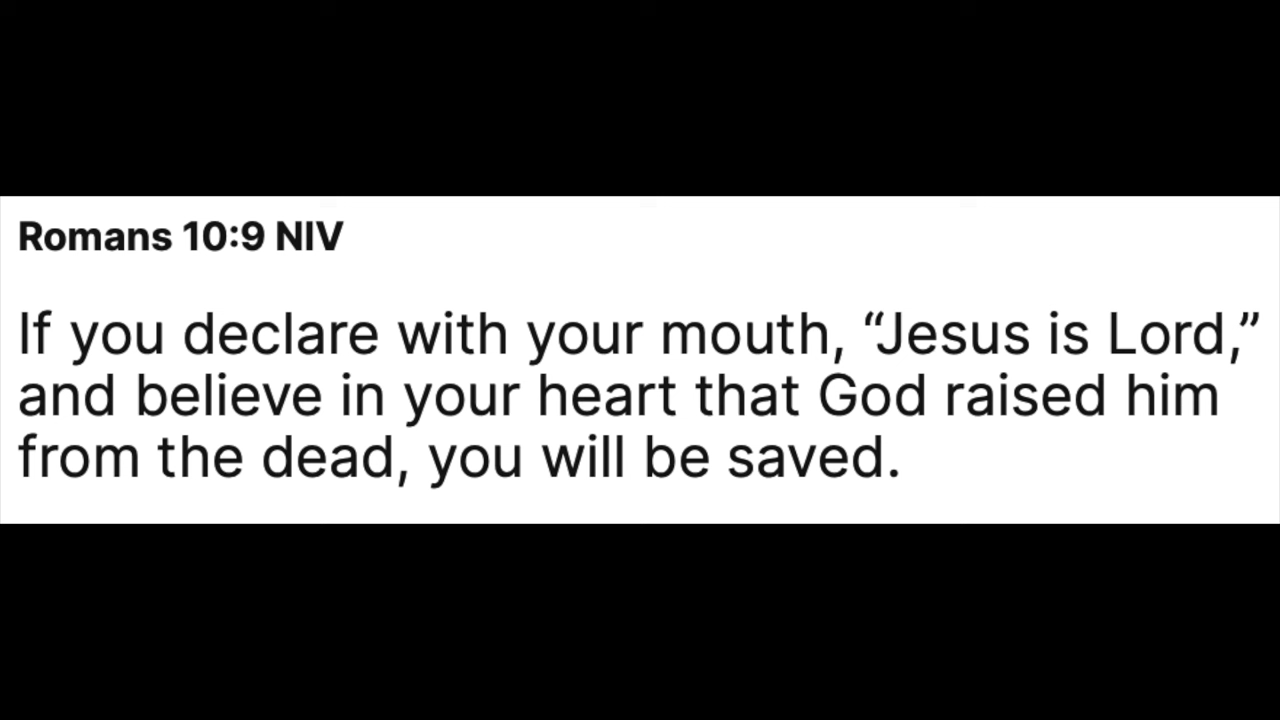 Romans 10:9 NIV
If you declare with your mouth, “Jesus is Lord,”
and believe in your heart that God raised him
from the dead, you will be saved.